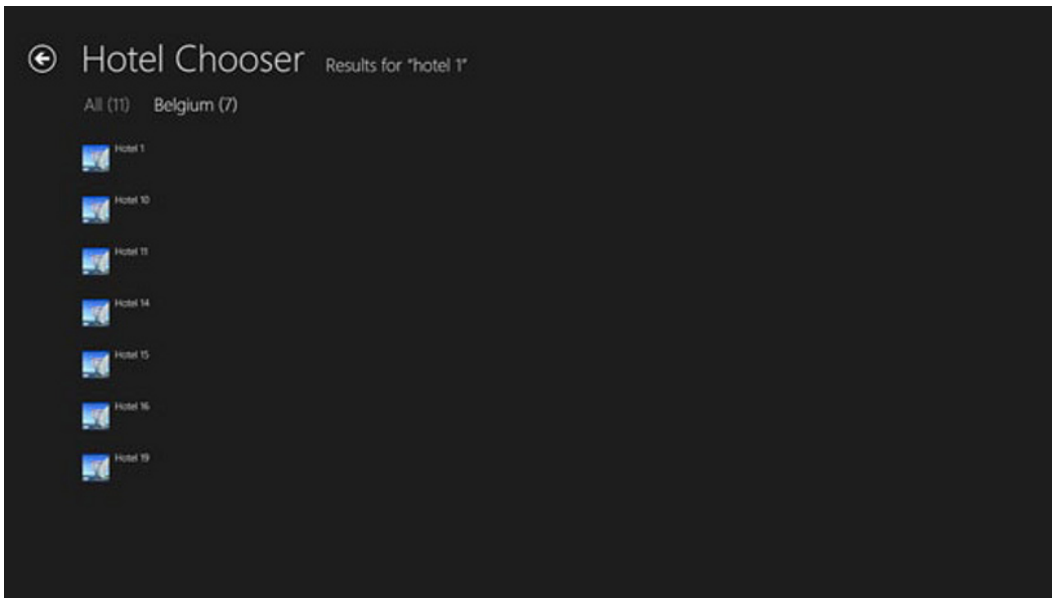 Hotel Chooser Results for "hotel 1"
All (11) Belgium (7)
Hotel 1
Hotel 10
Hotel 11
Hotel 14
Hotel 15
Hotel 16
Hotel 19